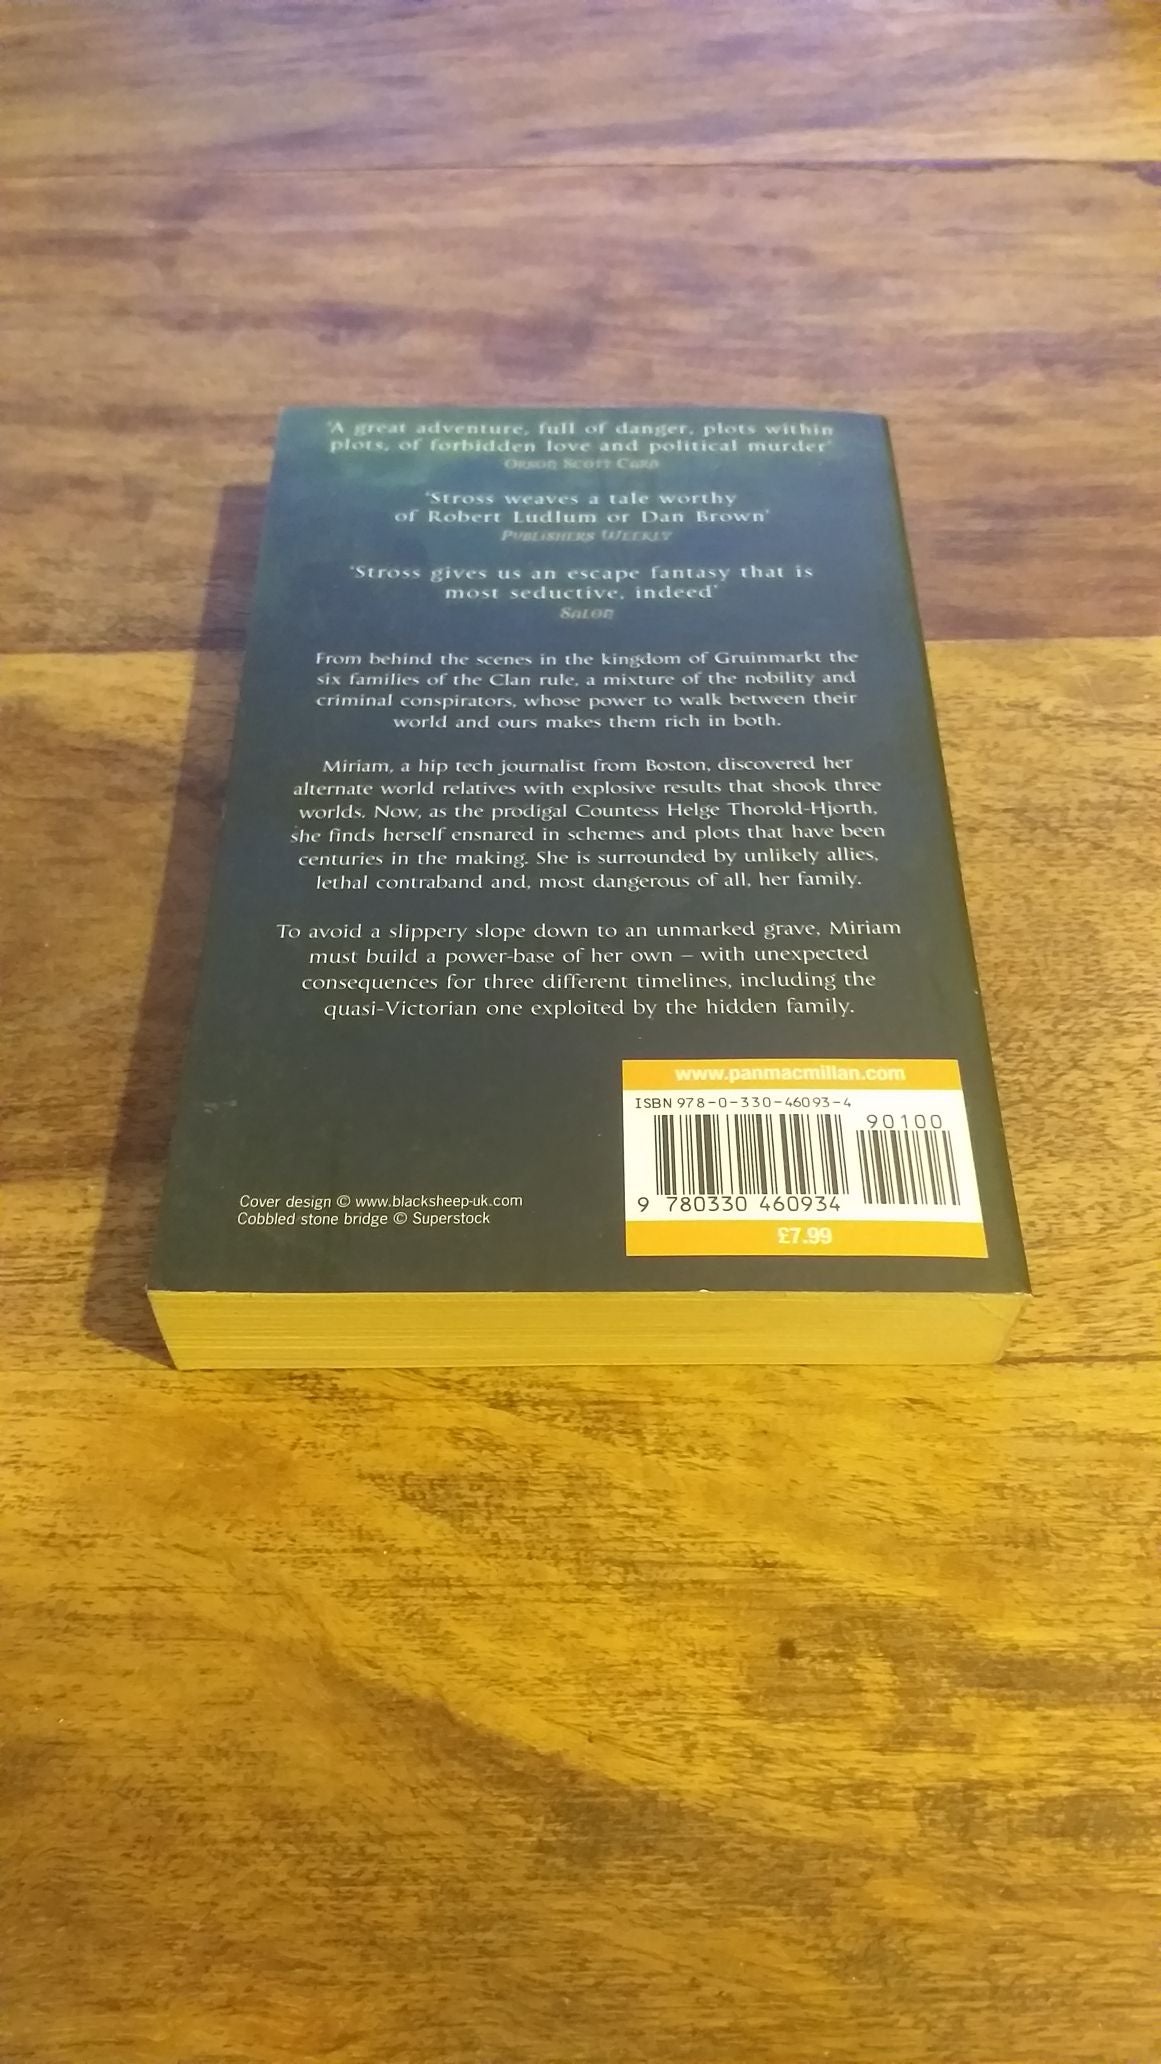 'A great adventure, full of danger, plots within
plots, of forbidden love and political murder'
Orson Scott Card
'Stross weaves a tale worthy
of Robert Ludlum or Dan Brown'
Publishers Weekly
'Stross gives us an escape fantasy that is
most seductive, indeed'
Salon
From behind the scenes in the kingdom of Gruinmarkt the
six families of the Clan rule, a mixture of the nobility and
criminal conspirators, whose power to walk between their
world and ours makes them rich in both.
Miriam, a hip tech journalist from Boston, discovered her
alternate world relatives with explosive results that shook three
worlds. Now, as the prodigal Countess Helge Thorold-Hjorth,
she finds herself ensnared in schemes and plots that have been
centuries in the making. She is surrounded by unlikely allies,
lethal contraband and, most dangerous of all, her family.
To avoid a slippery slope down to an unmarked grave, Miriam
must build a power-base of her own – with unexpected
consequences for three different timelines, including the
quasi-Victorian one exploited by the hidden family.
www.panmacmillan.com
ISBN 978-0-330-46093-4
90100
9 780330 460934
£7.99
Cover design © www.blacksheep-uk.com
Cobbled stone bridge © Superstock